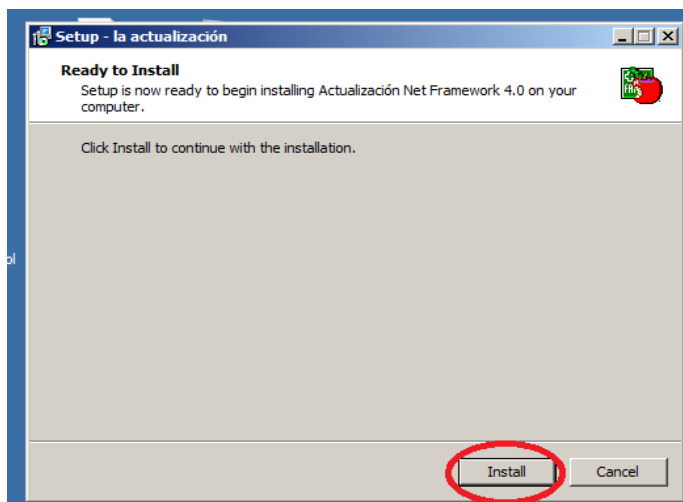 Setup - la actualización
Ready to Install
Setup is now ready to begin installing Actualización Net Framework 4.0 on your
computer.
Click Install to continue with the installation.
ol
Install
Cancel